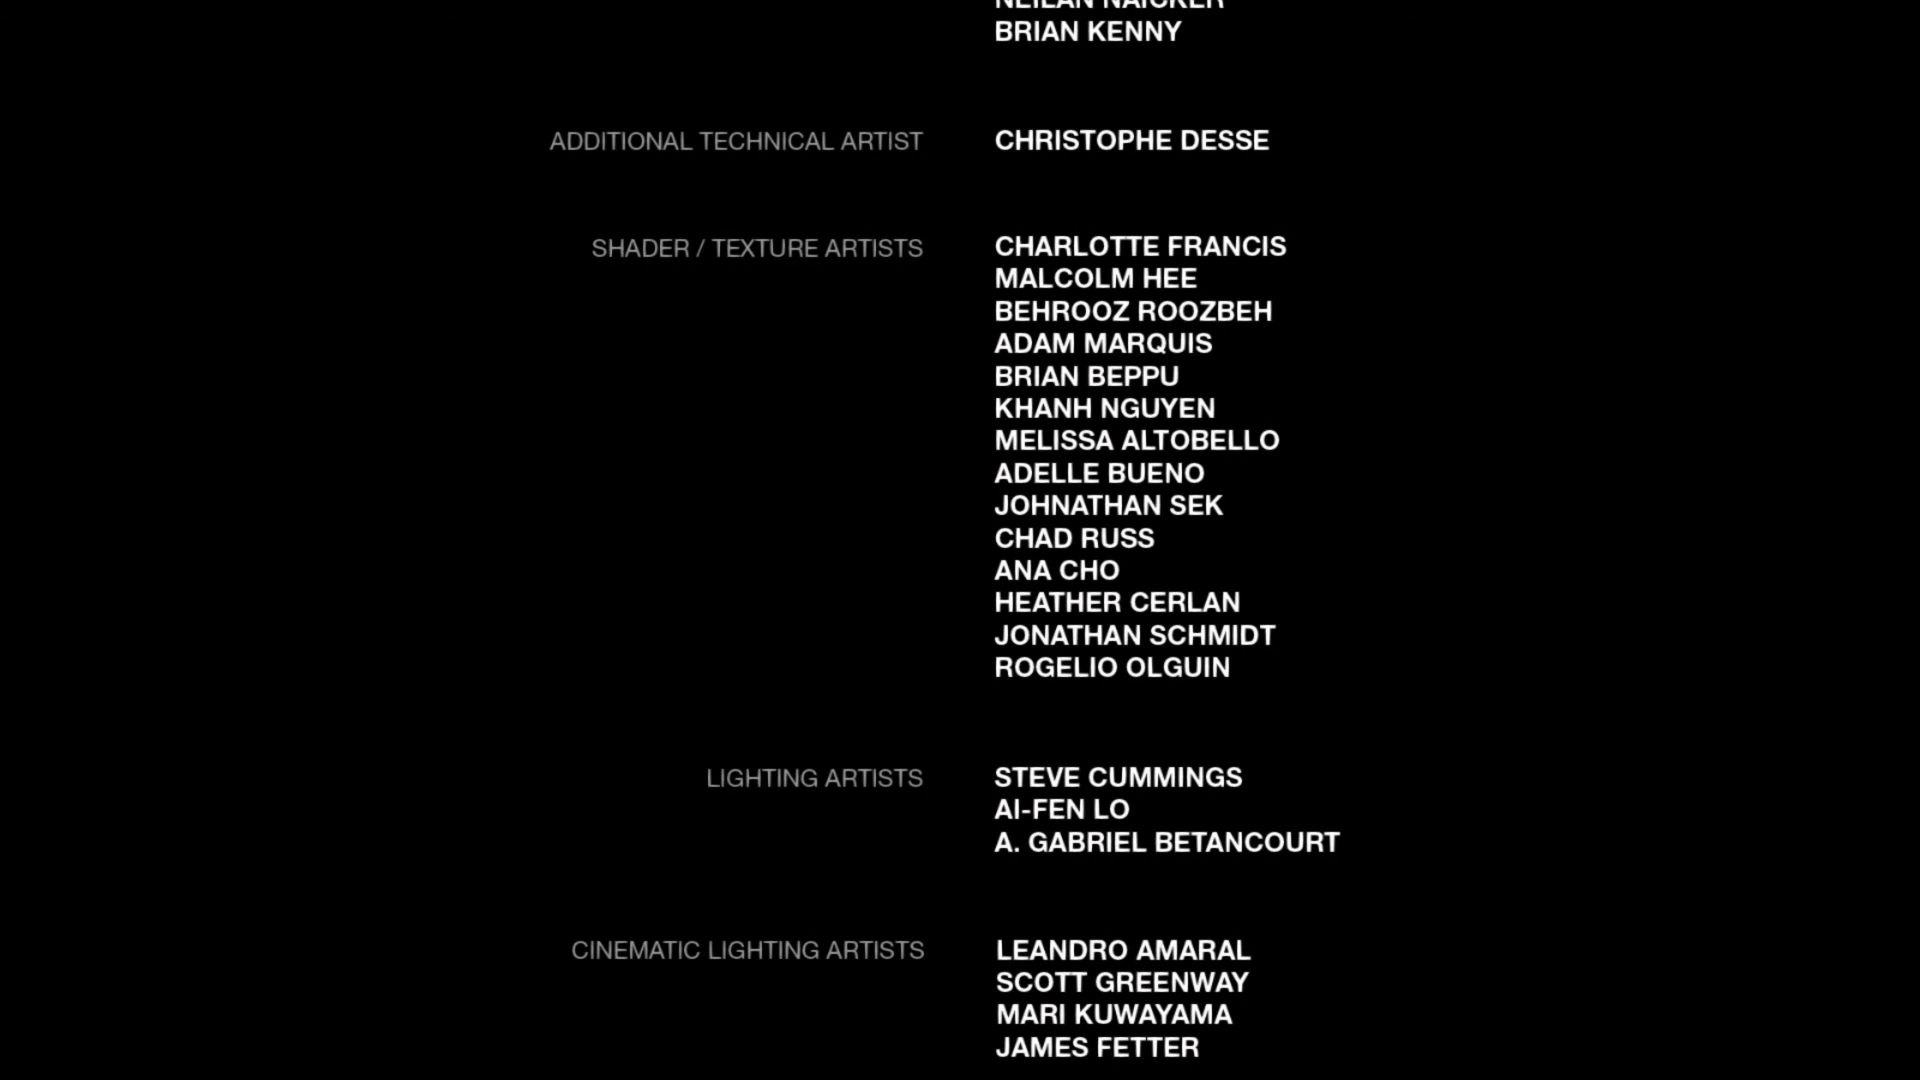 NEILAN NAICKER
BRIAN KENNY
ADDITIONAL TECHNICAL ARTIST CHRISTOPHE DESSE
SHADER / TEXTURE ARTISTS CHARLOTTE FRANCIS
MALCOLM HEE
BEHROOZ ROOZBEH
ADAM MARQUIS
BRIAN BEPPU
KHANH NGUYEN
MELISSA ALTOBELLO
ADELLE BUENO
JOHNATHAN SEK
CHAD RUSS
ANA CHO
HEATHER CERLAN
JONATHAN SCHMIDT
ROGELIO OLGUIN
LIGHTING ARTISTS STEVE CUMMINGS
AI-FEN LO
A. GABRIEL BETANCOURT
CINEMATIC LIGHTING ARTISTS LEANDRO AMARAL
SCOTT GREENWAY
MARI KUWAYAMA
JAMES FETTER